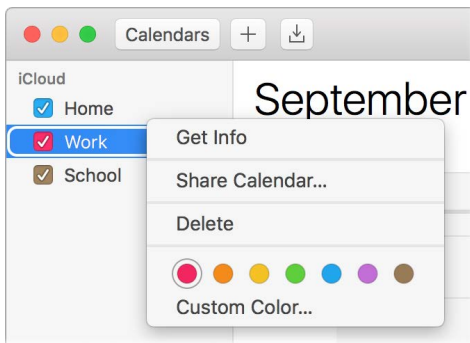 Calendars
iCloud
Home
Work
School
September
Get Info
Share Calendar...
Delete
Custom Color...